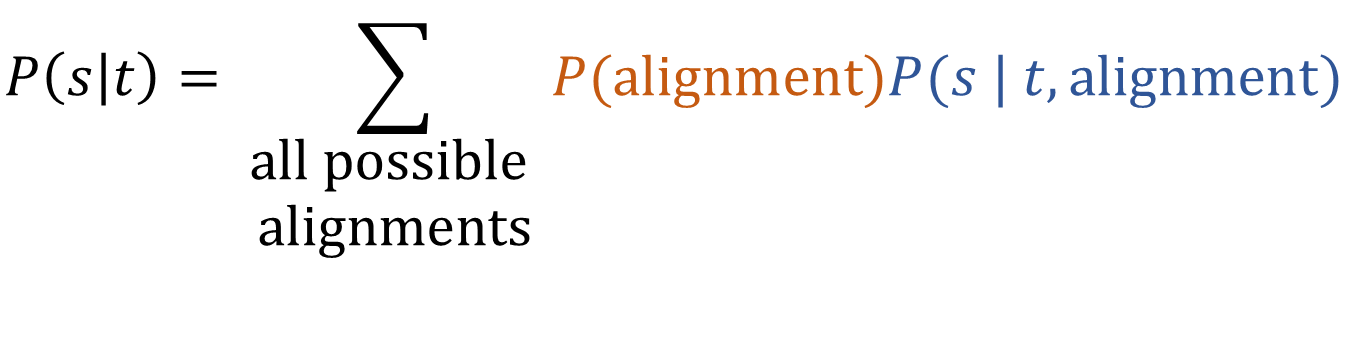 P(s|t) = ∑ P(alignment)P(s | t, alignment)
all possible
alignments